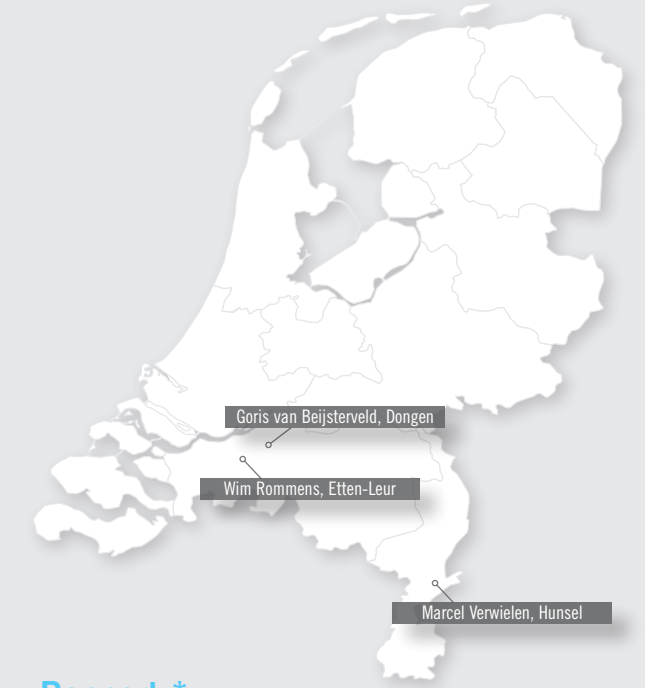 Goris van Beijsterveld, Dongen
Wim Rommens, Etten-Leur
Marcel Verwielen, Hunsel